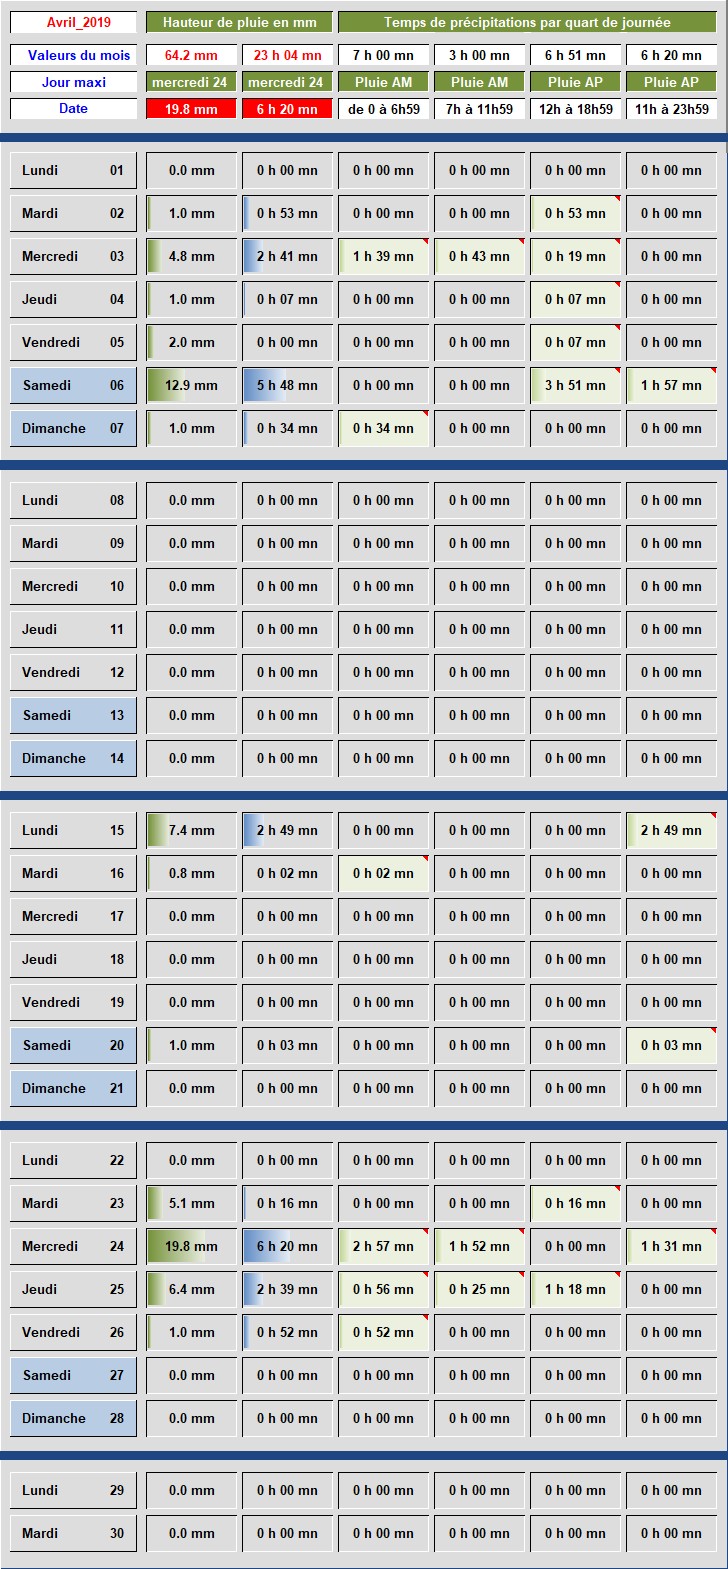 Avril_2019 Hauteur de pluie en mm Temps de précipitations par quart de journée
Valeurs du mois 64.2 mm 23 h 04 mn 7 h 00 mn 3 h 00 mn 6 h 51 mn 6 h 20 mn
Jour maxi mercredi 24 mercredi 24 Pluie AM Pluie AM Pluie AP Pluie AP
Date 19.8 mm 6 h 20 mn de 0 à 6h59 7h à 11h59 12h à 18h59 11h à 23h59
Lundi 01 0.0 mm 0 h 00 mn 0 h 00 mn 0 h 00 mn 0 h 00 mn 0 h 00 mn
Mardi 02 1.0 mm 0 h 53 mn 0 h 00 mn 0 h 00 mn 0 h 53 mn 0 h 00 mn
Mercredi 03 4.8 mm 2 h 41 mn 1 h 39 mn 0 h 43 mn 0 h 19 mn 0 h 00 mn
Jeudi 04 1.0 mm 0 h 07 mn 0 h 00 mn 0 h 00 mn 0 h 07 mn 0 h 00 mn
Vendredi 05 2.0 mm 0 h 00 mn 0 h 00 mn 0 h 00 mn 0 h 07 mn 0 h 00 mn
Samedi 06 12.9 mm 5 h 48 mn 0 h 00 mn 0 h 00 mn 3 h 51 mn 1 h 57 mn
Dimanche 07 1.0 mm 0 h 34 mn 0 h 34 mn 0 h 00 mn 0 h 00 mn 0 h 00 mn
Lundi 08 0.0 mm 0 h 00 mn 0 h 00 mn 0 h 00 mn 0 h 00 mn 0 h 00 mn
Mardi 09 0.0 mm 0 h 00 mn 0 h 00 mn 0 h 00 mn 0 h 00 mn 0 h 00 mn
Mercredi 10 0.0 mm 0 h 00 mn 0 h 00 mn 0 h 00 mn 0 h 00 mn 0 h 00 mn
Jeudi 11 0.0 mm 0 h 00 mn 0 h 00 mn 0 h 00 mn 0 h 00 mn 0 h 00 mn
Vendredi 12 0.0 mm 0 h 00 mn 0 h 00 mn 0 h 00 mn 0 h 00 mn 0 h 00 mn
Samedi 13 0.0 mm 0 h 00 mn 0 h 00 mn 0 h 00 mn 0 h 00 mn 0 h 00 mn
Dimanche 14 0.0 mm 0 h 00 mn 0 h 00 mn 0 h 00 mn 0 h 00 mn 0 h 00 mn
Lundi 15 7.4 mm 2 h 49 mn 0 h 00 mn 0 h 00 mn 0 h 00 mn 2 h 49 mn
Mardi 16 0.8 mm 0 h 02 mn 0 h 02 mn 0 h 00 mn 0 h 00 mn 0 h 00 mn
Mercredi 17 0.0 mm 0 h 00 mn 0 h 00 mn 0 h 00 mn 0 h 00 mn 0 h 00 mn
Jeudi 18 0.0 mm 0 h 00 mn 0 h 00 mn 0 h 00 mn 0 h 00 mn 0 h 00 mn
Vendredi 19 0.0 mm 0 h 00 mn 0 h 00 mn 0 h 00 mn 0 h 00 mn 0 h 00 mn
Samedi 20 1.0 mm 0 h 03 mn 0 h 00 mn 0 h 00 mn 0 h 00 mn 0 h 03 mn
Dimanche 21 0.0 mm 0 h 00 mn 0 h 00 mn 0 h 00 mn 0 h 00 mn 0 h 00 mn
Lundi 22 0.0 mm 0 h 00 mn 0 h 00 mn 0 h 00 mn 0 h 00 mn 0 h 00 mn
Mardi 23 5.1 mm 0 h 16 mn 0 h 00 mn 0 h 00 mn 0 h 16 mn 0 h 00 mn
Mercredi 24 19.8 mm 6 h 20 mn 2 h 57 mn 1 h 52 mn 0 h 00 mn 1 h 31 mn
Jeudi 25 6.4 mm 2 h 39 mn 0 h 56 mn 0 h 25 mn 1 h 18 mn 0 h 00 mn
Vendredi 26 1.0 mm 0 h 52 mn 0 h 52 mn 0 h 00 mn 0 h 00 mn 0 h 00 mn
Samedi 27 0.0 mm 0 h 00 mn 0 h 00 mn 0 h 00 mn 0 h 00 mn 0 h 00 mn
Dimanche 28 0.0 mm 0 h 00 mn 0 h 00 mn 0 h 00 mn 0 h 00 mn 0 h 00 mn
Lundi 29 0.0 mm 0 h 00 mn 0 h 00 mn 0 h 00 mn 0 h 00 mn 0 h 00 mn
Mardi 30 0.0 mm 0 h 00 mn 0 h 00 mn 0 h 00 mn 0 h 00 mn 0 h 00 mn